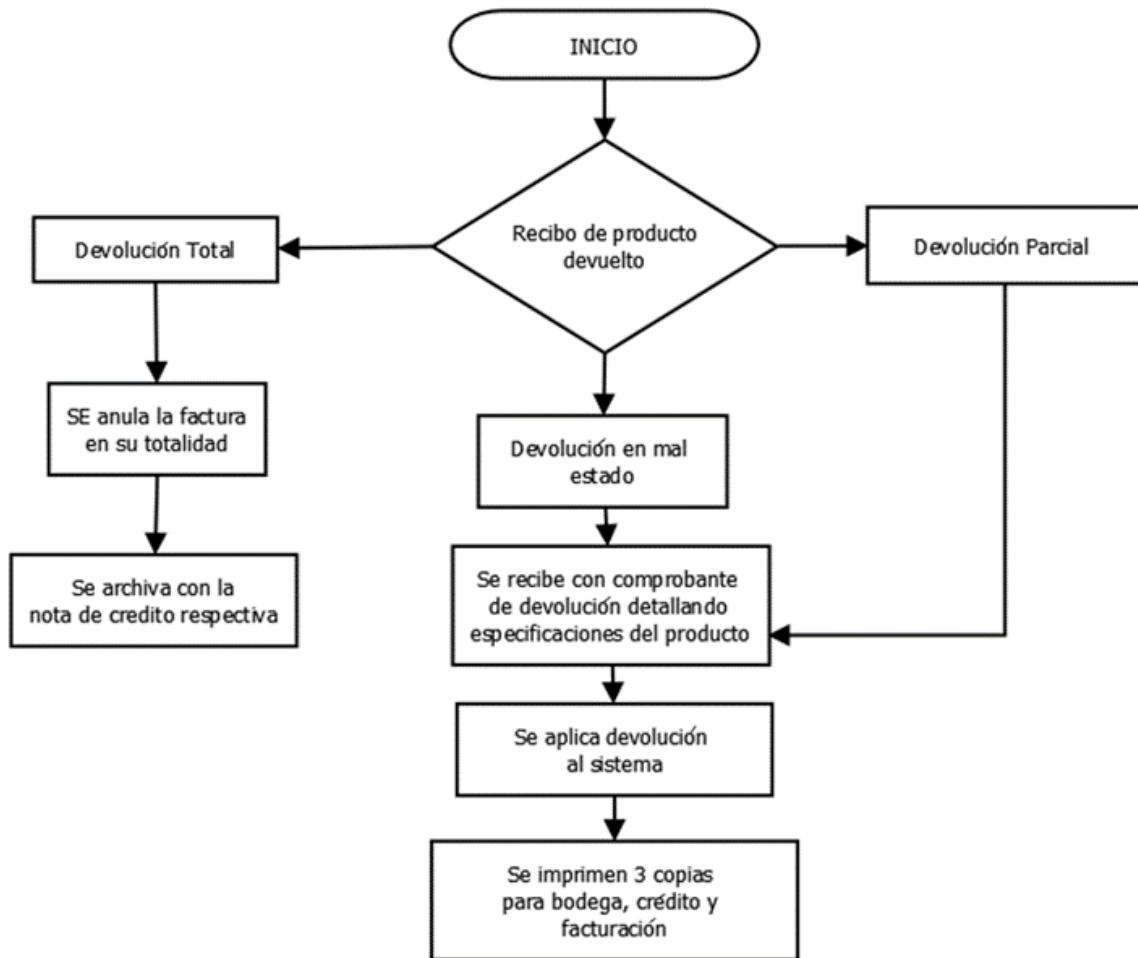 INICIO
Recibo de producto
devuelto
Devolución Total
Devolución Parcial
SE anula la factura
en su totalidad
Devolución en mal
estado
Se archiva con la
nota de credito respectiva
Se recibe con comprobante
de devolución detallando
especificaciones del producto
Se aplica devolución
al sistema
Se imprimen 3 copias
para bodega, crédito y
facturación